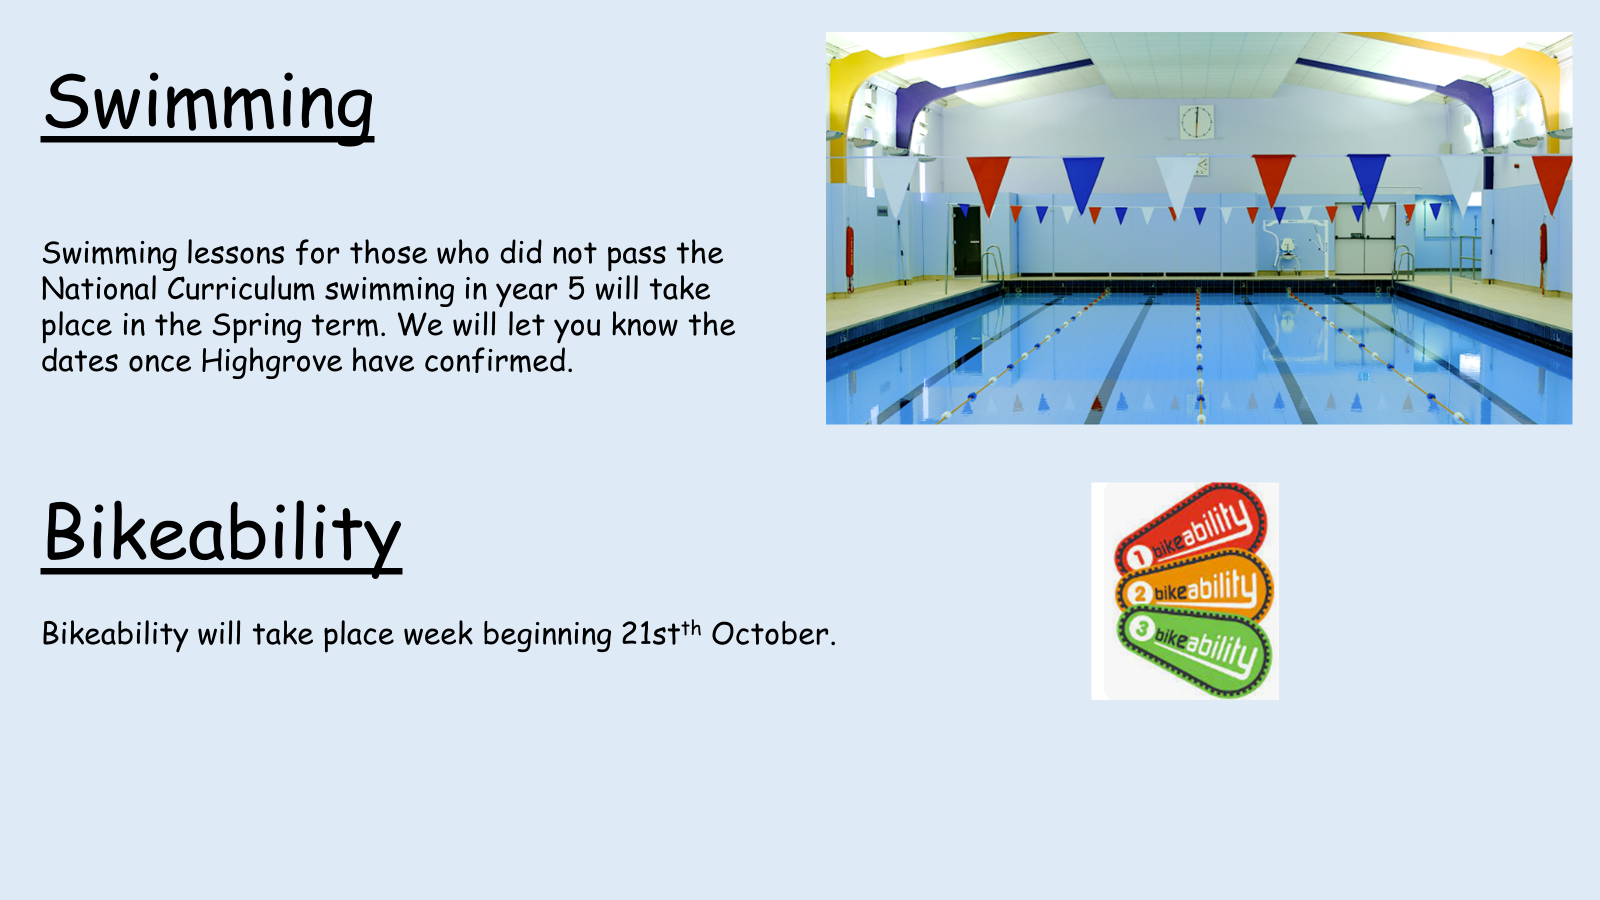 Swimming
Swimming lessons for those who did not pass the
National Curriculum swimming in year 5 will take
place in the Spring term. We will let you know the
dates once Highgrove have confirmed.
Bikeability
Bikeability will take place week beginning 21stth October.
1 bikeability
2 bikeability
3 bikeability